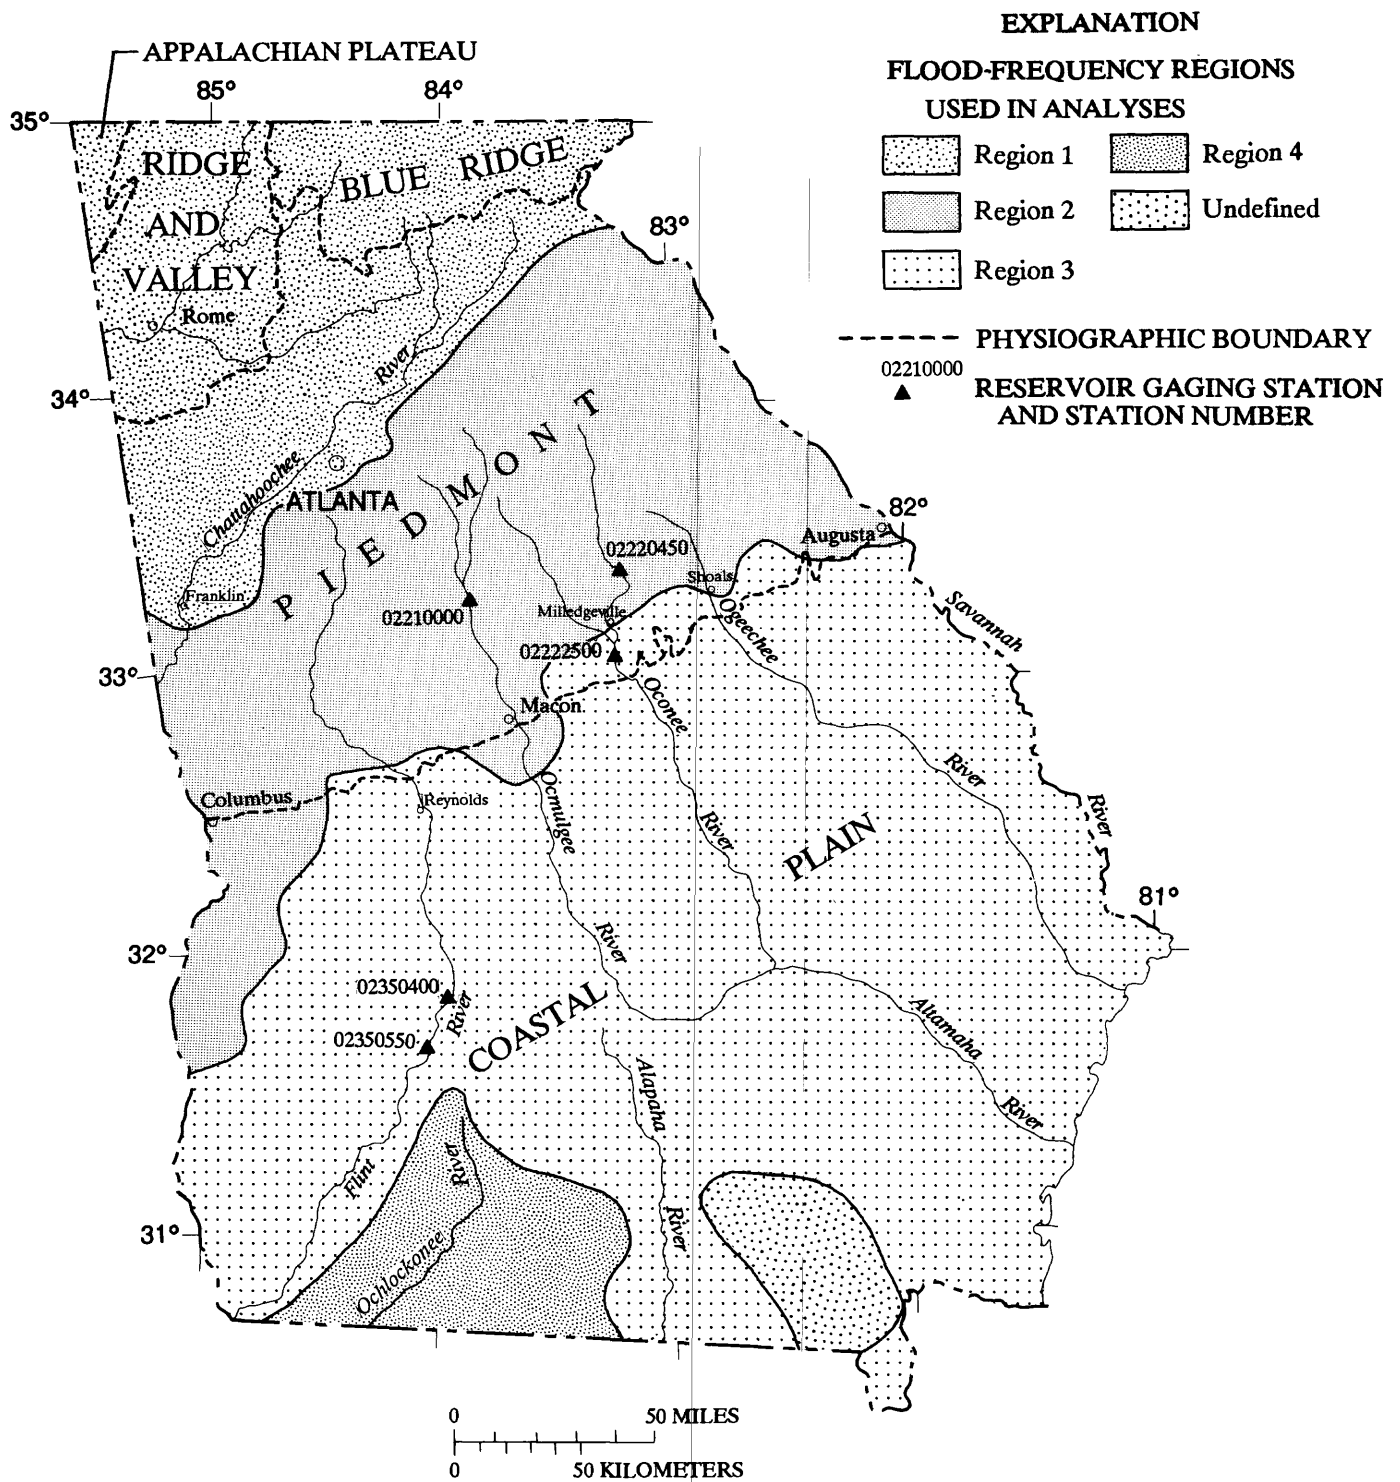 EXPLANATION
FLOOD-FREQUENCY REGIONS
USED IN ANALYSES
Region 1
Region 4
Region 2
Undefined
Region 3
PHYSIOGRAPHIC BOUNDARY
02210000
RESERVOIR GAGING STATION
AND STATION NUMBER
APPALACHIAN PLATEAU
85°
84°
35°
RIDGE
AND
VALLEY
BLUE RIDGE
83°
Rome
River
34°
PIEDMONT
Chattahoochee
ATLANTA
82°
Augusta
02220450
Shoals
Franklin
02210000
Milledgeville
Savannah
Ogeechee
02222500
33°
Oconee
Macon
River
Columbus
Reynolds
Ocmulgee
River
River
PLAIN
81°
River
32°
02350400
River
COASTAL
Altamaha
02350550
Alapaha
River
River
Flint
River
31°
Ochlockonee
0 50 MILES
0 50 KILOMETERS